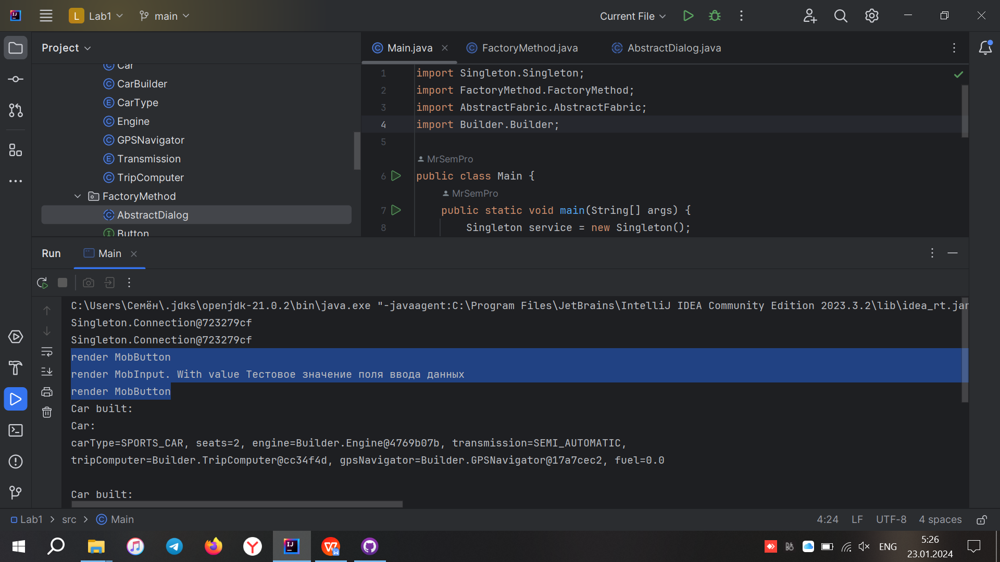 L Lab1 main Current File
Project
Main.java FactoryMethod.java AbstractDialog.java
Car
CarBuilder
CarType
Engine
GPSNavigator
Transmission
TripComputer
FactoryMethod
AbstractDialog
Button
1 import Singleton.Singleton;
2 import FactoryMethod.FactoryMethod;
3 import AbstractFabric.AbstractFabric;
4 import Builder.Builder;
5
MrSemPro
6 public class Main {
MrSemPro
7 public static void main(String[] args) {
8 Singleton service = new Singleton();
Run Main
C:\Users\Семён\.jdks\openjdk-21.0.2\bin\java.exe "-javaagent:C:\Program Files\JetBrains\IntelliJ IDEA Community Edition 2023.3.2\lib\idea_rt.jar
Singleton.Connection@723279cf
Singleton.Connection@723279cf
render MobButton
render MobInput. With value Тестовое значение поля ввода данных
render MobButton
Car built:
Car:
carType=SPORTS_CAR, seats=2, engine=Builder.Engine@4769b07b, transmission=SEMI_AUTOMATIC,
tripComputer=Builder.TripComputer@cc34f4d, gpsNavigator=Builder.GPSNavigator@17a7cec2, fuel=0.0
Car built:
Lab1 > src > Main 4:24 LF UTF-8 4 spaces
ENG
5:26
23.01.2024